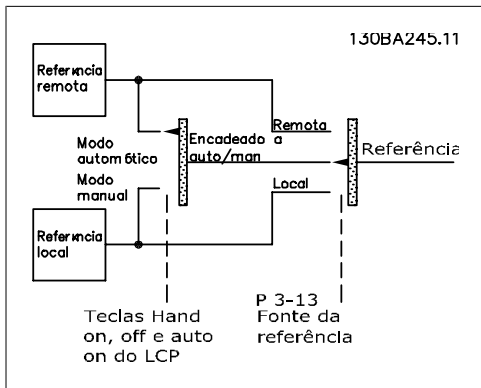 130BA245.11
Referência
remota
Remota
Encadeado a
auto/man
Referência
Modo
automático
Modo
manual
Local
Referência
local
Teclas Hand
on, off e auto
on do LCP
P 3-13
Fonte da
referência